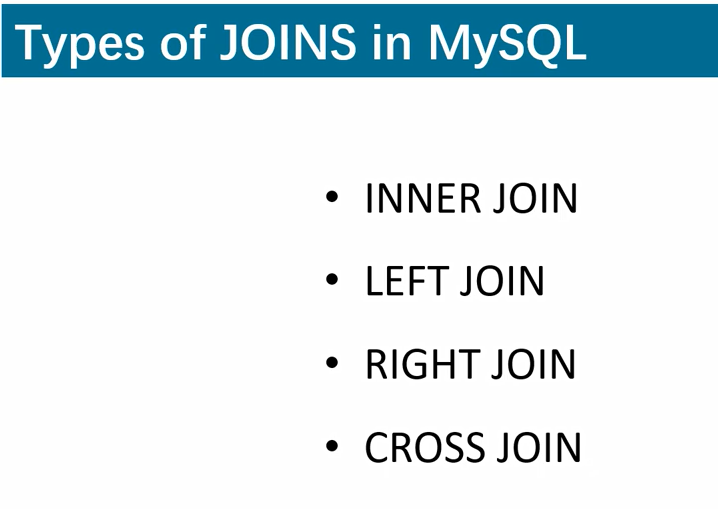 Types of JOINS in MySQL
• INNER JOIN
• LEFT JOIN
• RIGHT JOIN
• CROSS JOIN